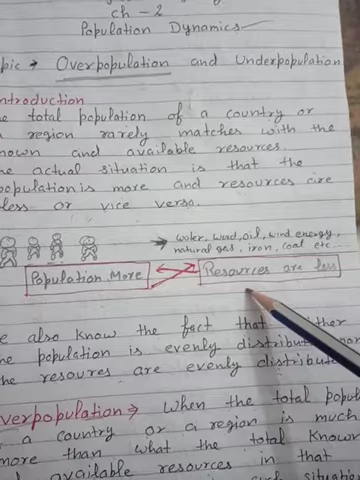 ch - 2
Population Dynamics
Overpopulation and Underpopulation
Introduction
total population of a country or
region rarely matches with the
and available resources.
actual situation is that the
population is more and resources are
less or vice versa.
water, wind, oil, wind energy,
natural gas, iron, coal etc....
Population More
Resources are less
also know the fact that
the population is evenly
the resoures are evenly
Overpopulation → When the total
a country or a region is much
more than what the total known
available resources in that